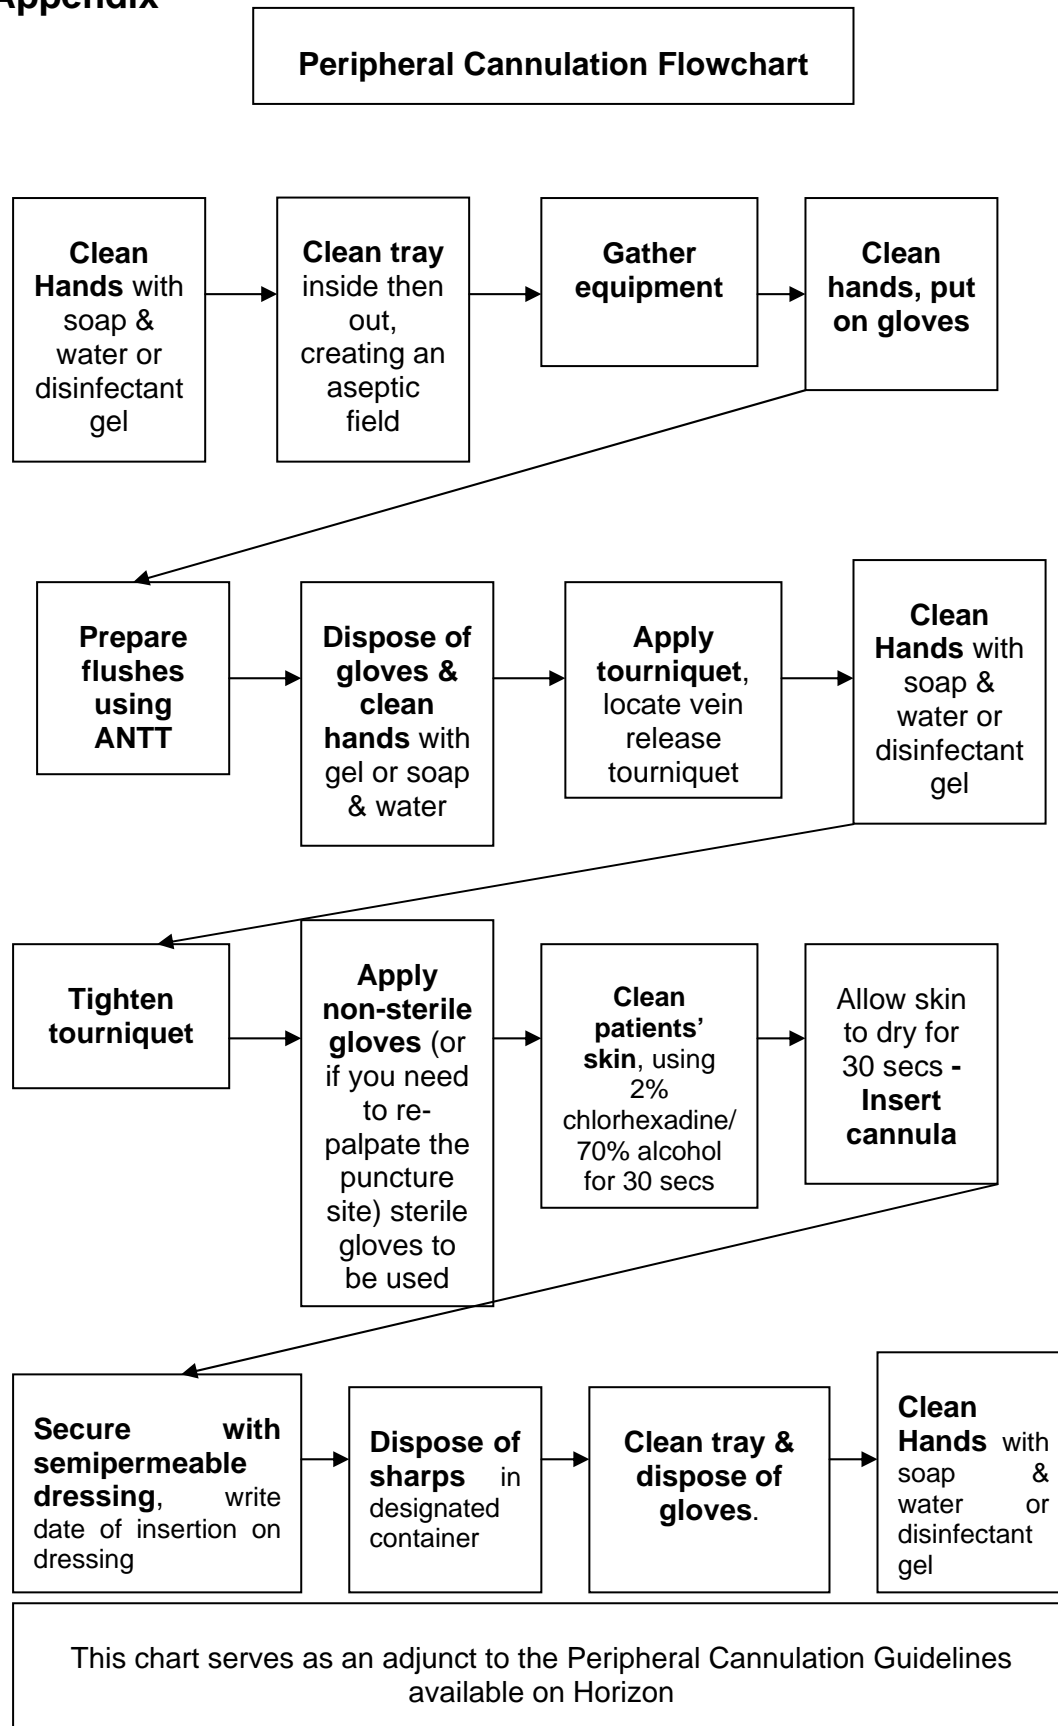 Appendix
Peripheral Cannulation Flowchart
Clean
Hands with
soap &
water or
disinfectant
gel
Clean tray
inside then
out,
creating an
aseptic
field
Gather
equipment
Clean
hands, put
on gloves
Prepare
flushes
using
ANTT
Dispose of
gloves &
clean
hands with
gel or soap
& water
Apply
tourniquet,
locate vein
release
tourniquet
Clean
Hands with
soap &
water or
disinfectant
gel
Tighten
tourniquet
Apply
non-sterile
gloves (or
if you need
to re-
palpate the
puncture
site) sterile
gloves to
be used
Clean
patients’
skin, using
2%
chlorhexadine/
70% alcohol
for 30 secs
Allow skin
to dry for
30 secs -
Insert
cannula
Secure with
semipermeable
dressing, write
date of insertion on
dressing
Dispose of
sharps in
designated
container
Clean tray &
dispose of
gloves.
Clean
Hands with
soap &
water or
disinfectant
gel
This chart serves as an adjunct to the Peripheral Cannulation Guidelines
available on Horizon